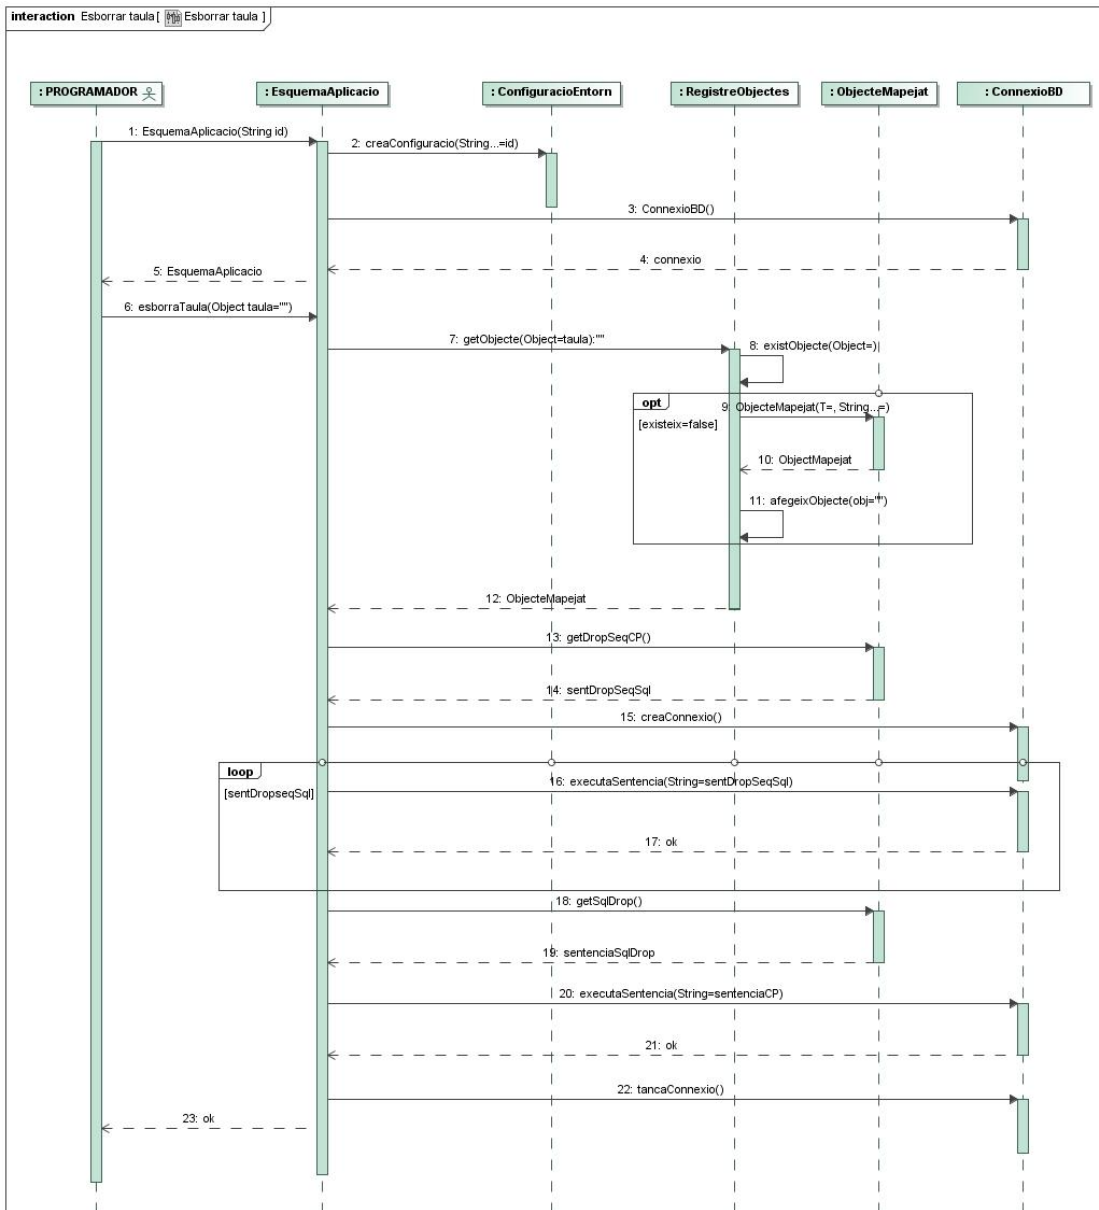 interaction Esborrar taula [ Esborrar taula ]
: PROGRAMADOR
: EsquemaAplicacio
: ConfiguracioEntorn
: RegistreObjectes
: ObjecteMapejat
: ConnexioBD
1: EsquemaAplicacio(String id)
2: creaConfiguracio(String...=id)
3: ConnexioBD()
4: connexio
5: EsquemaAplicacio
6: esborraTaula(Object taula="")
7: getObjecte(Object=taula):""
8: existObjecte(Object=)
opt
9: ObjecteMapejat(T=, String...=)
[existeix=false]
10: ObjectMapejat
11: afegeixObjecte(obj="")
12: ObjecteMapejat
13: getDropSeqCP()
14: sentDropSeqSql
15: creaConnexio()
loop
16: executaSentencia(String=sentDropSeqSql)
[sentDropseqSql]
17: ok
18: getSqlDrop()
19: sentenciaSqlDrop
20: executaSentencia(String=sentenciaCP)
21: ok
22: tancaConnexio()
23: ok